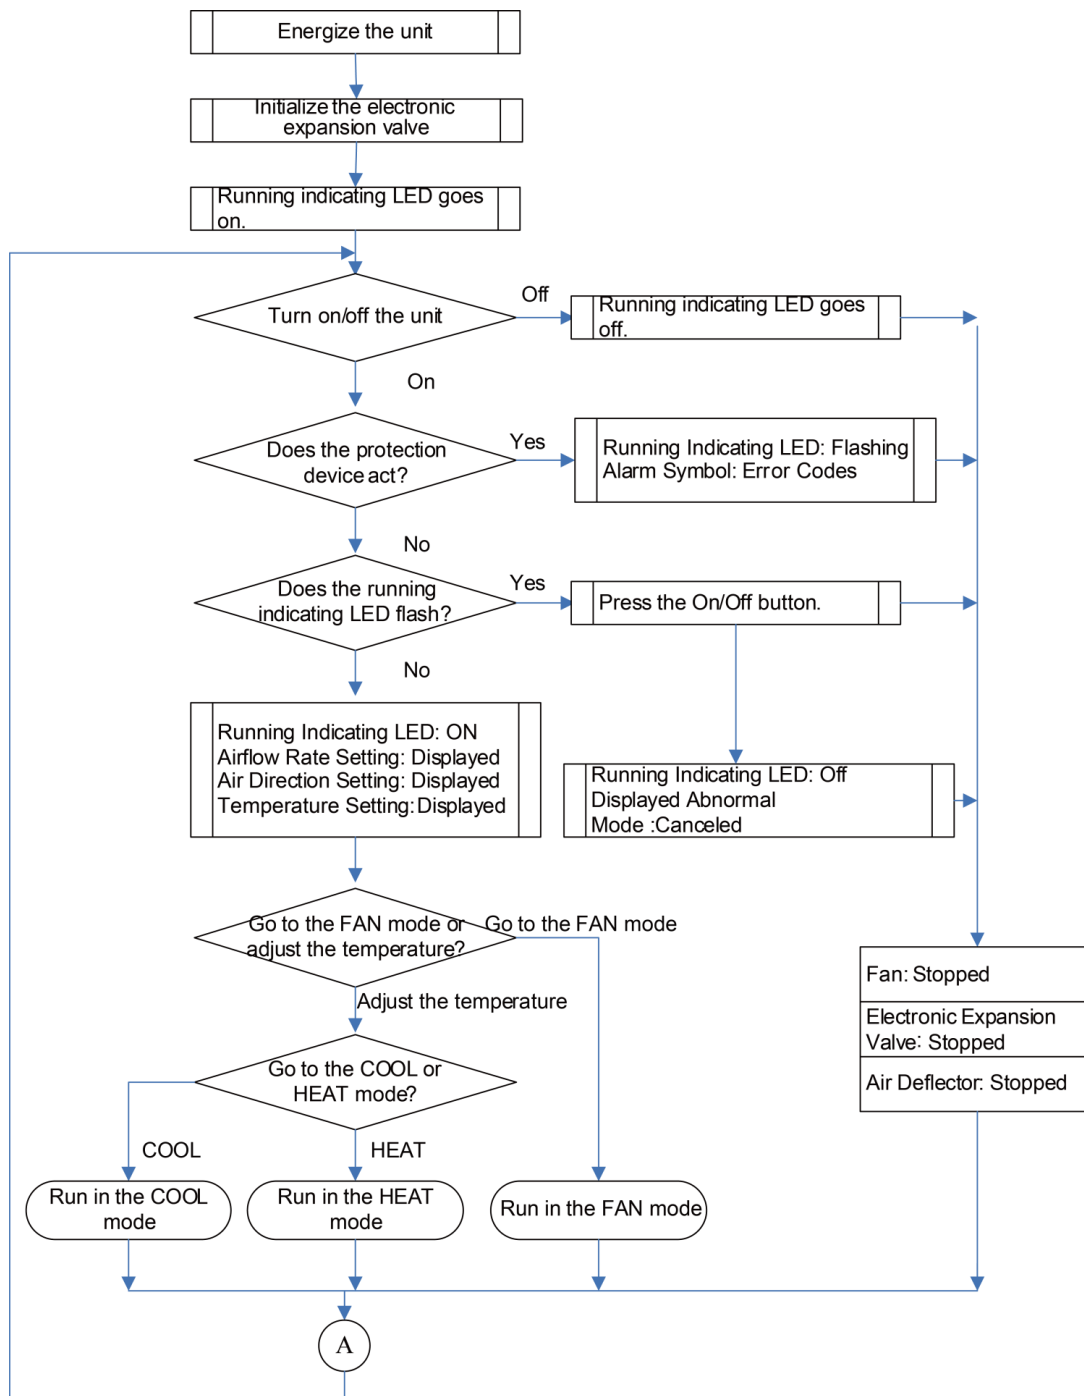 Energize the unit
Initialize the electronic
expansion valve
Running indicating LED goes
on.
Turn on/off the unit
Off
Running indicating LED goes
off.
On
Does the protection
device act?
Yes
Running Indicating LED: Flashing
Alarm Symbol: Error Codes
No
Does the running
indicating LED flash?
Yes
Press the On/Off button.
No
Running Indicating LED: ON
Airflow Rate Setting: Displayed
Air Direction Setting: Displayed
Temperature Setting: Displayed
Running Indicating LED: Off
Displayed Abnormal
Mode :Canceled
Go to the FAN mode or
adjust the temperature?
Go to the FAN mode
Adjust the temperature
Fan: Stopped
Electronic Expansion
Valve: Stopped
Air Deflector: Stopped
Go to the COOL or
HEAT mode?
COOL
HEAT
Run in the COOL
mode
Run in the HEAT
mode
Run in the FAN mode
A